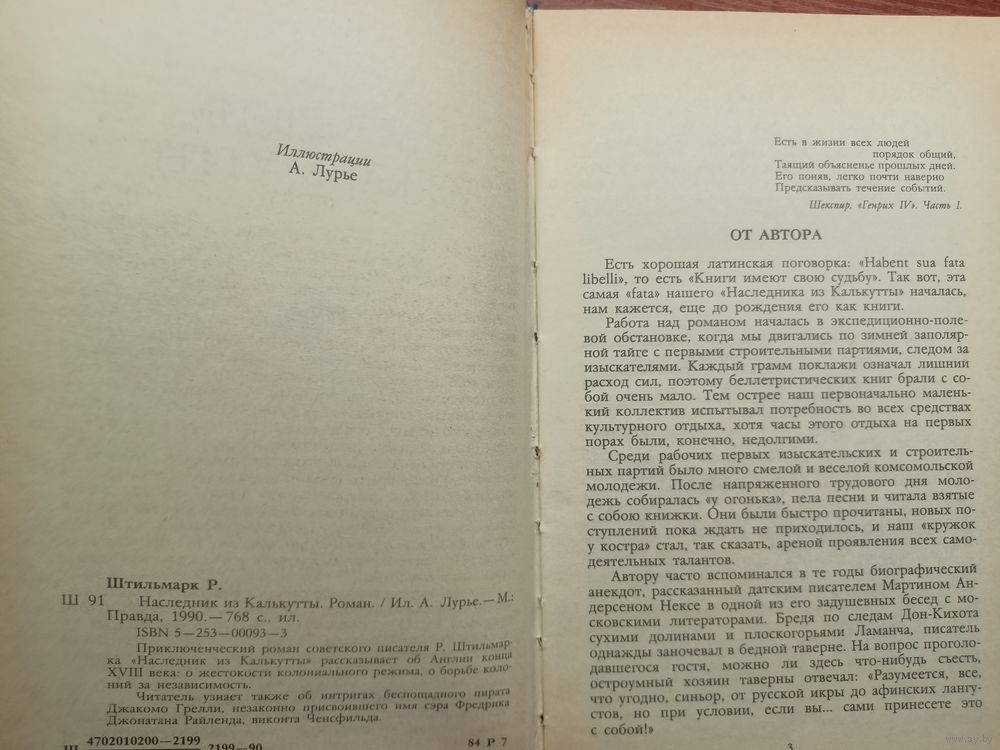 Иллюстрации
А. Лурье
Штильмарк Р.
Ш 91 Наследник из Калькутты. Роман. / Ил. А. Лурье.— М.:
Правда, 1990.— 768 с., ил.
ISBN 5—253—00093—3
Приключенческий роман советского писателя Р. Штильмар-
ка «Наследник из Калькутты» рассказывает об Англии конца
XVIII века: о жестокости колониального режима, о борьбе коло-
ний за независимость.
Читатель узнает также об интригах беспощадного пирата
Джакомо Грелли, незаконно присвоившего имя сэра Фредрика
Джонатана Райленда, виконта Ченсфильда.
Ш 4702010200—2199 2199—90 84 Р 7
Есть в жизни всех людей
порядок общий,
Таящий объясненье прошлых дней.
Его поняв, легко почти наверно
Предсказывать течение событий.
Шекспир, «Генрих IV». Часть I.
ОТ АВТОРА
Есть хорошая латинская поговорка: «Habent sua fata
libelli», то есть «Книги имеют свою судьбу». Так вот, эта
самая «fata» нашего «Наследника из Калькутты» началась,
нам кажется, еще до рождения его как книги.
Работа над романом началась в экспедиционно-поле-
вой обстановке, когда мы двигались по зимней заполяр-
ной тайге с первыми строительными партиями, следом за
изыскателями. Каждый грамм поклажи означал лишний
расход сил, поэтому беллетристических книг брали с со-
бой очень мало. Тем острее наш первоначально малень-
кий коллектив испытывал потребность во всех средствах
культурного отдыха, хотя часы этого отдыха на первых
порах были, конечно, недолгими.
Среди рабочих первых изыскательских и строитель-
ных партий было много смелой и веселой комсомольской
молодежи. После напряженного трудового дня моло-
дежь собиралась «у огонька», пела песни и читала взятые
с собою книжки. Они были быстро прочитаны, новых по-
ступлений пока ждать не приходилось, и наш «кружок
у костра» стал, так сказать, ареной проявления всех само-
деятельных талантов.
Автору часто вспоминался в те годы биографический
анекдот, рассказанный датским писателем Мартином Ан-
дерсеном Нексе в одной из его задушевных бесед с мо-
сковскими литераторами. Бредя по следам Дон-Кихота
сухими долинами и плоскогорьями Ламанча, писатель
однажды заночевал в бедной таверне. На вопрос проголо-
давшегося гостя, можно ли здесь что-нибудь съесть,
остроумный хозяин таверны отвечал: «Разумеется, все,
что угодно, синьор, от русской икры до афинских лангу-
стов, но при условии, если вы... сами принесете это
с собой!»
3
www.ay.by